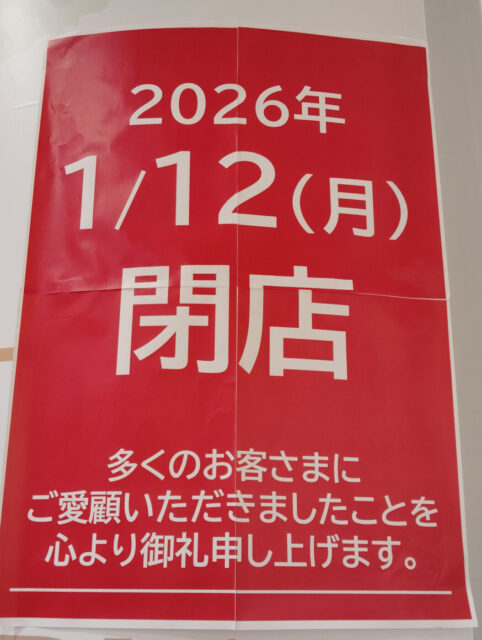 2026年
1/12(月)
閉店
多くのお客さまに
ご愛顧いただきましたことを
心より御礼申し上げます。